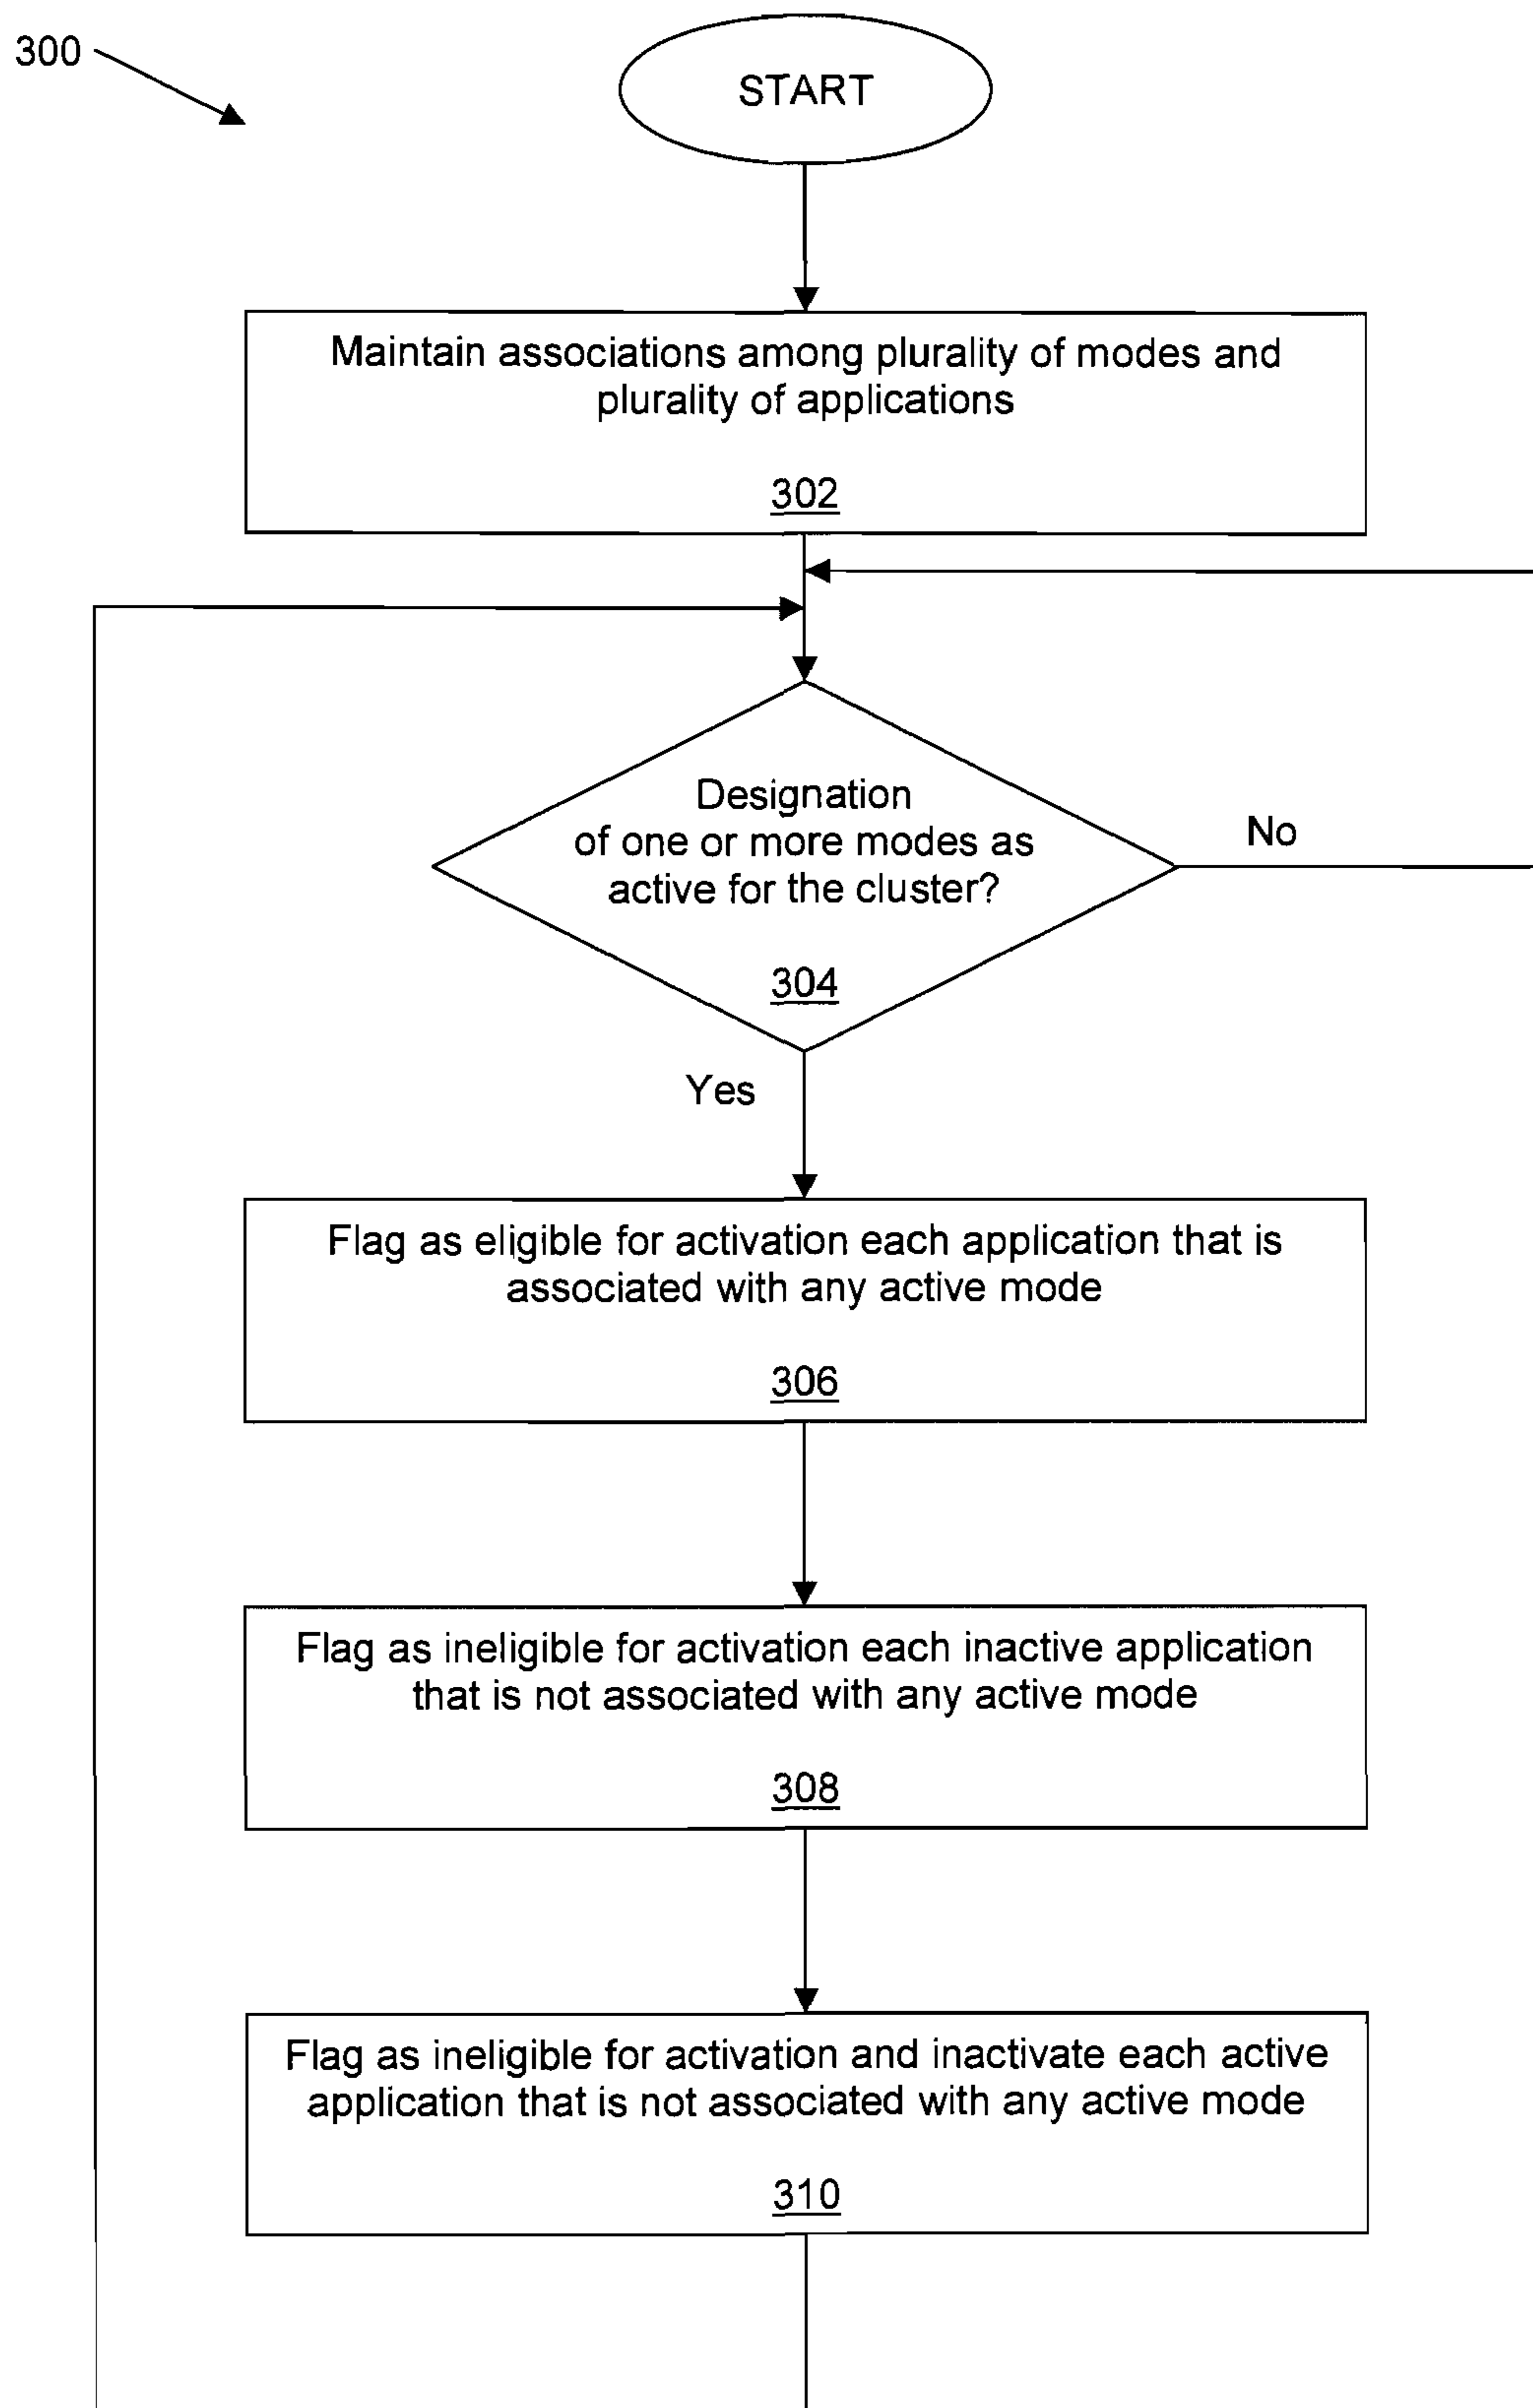 300
START
Maintain associations among plurality of modes and
plurality of applications
302
Designation
of one or more modes as
active for the cluster?
304
No
Yes
Flag as eligible for activation each application that is
associated with any active mode
306
Flag as ineligible for activation each inactive application
that is not associated with any active mode
308
Flag as ineligible for activation and inactivate each active
application that is not associated with any active mode
310